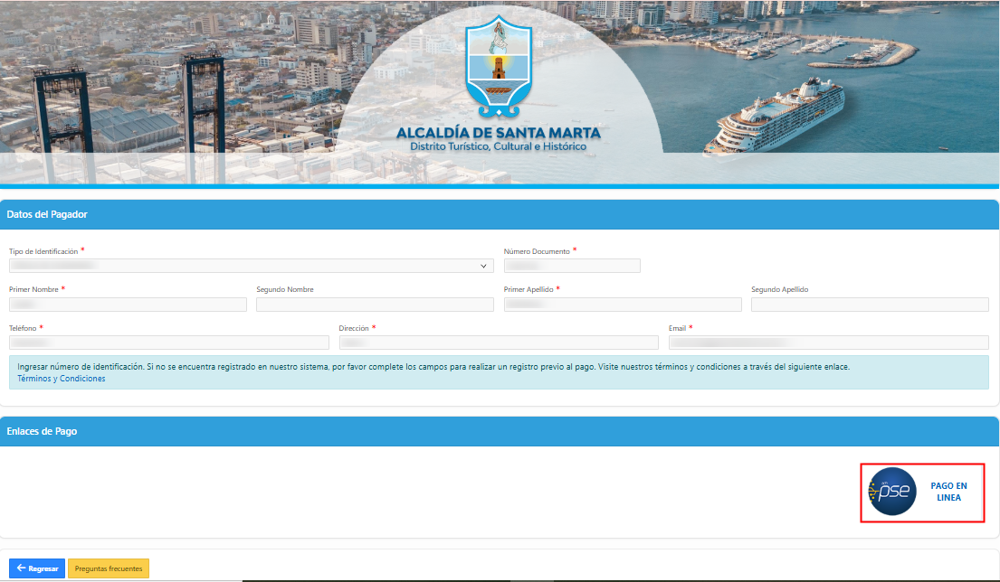 ALCALDÍA DE SANTA MARTA
Distrito Turístico, Cultural e Histórico
Datos del Pagador
Tipo de Identificación *
Número Documento *
Primer Nombre *
Segundo Nombre
Primer Apellido *
Segundo Apellido
Teléfono *
Dirección *
Email *
Ingresar número de identificación. Si no se encuentra registrado en nuestro sistema, por favor complete los campos para realizar un registro previo al pago. Visite nuestros términos y condiciones a través del siguiente enlace.
Términos y Condiciones
Enlaces de Pago
pse
PAGO EN
LINEA
Regresar
Preguntas frecuentes